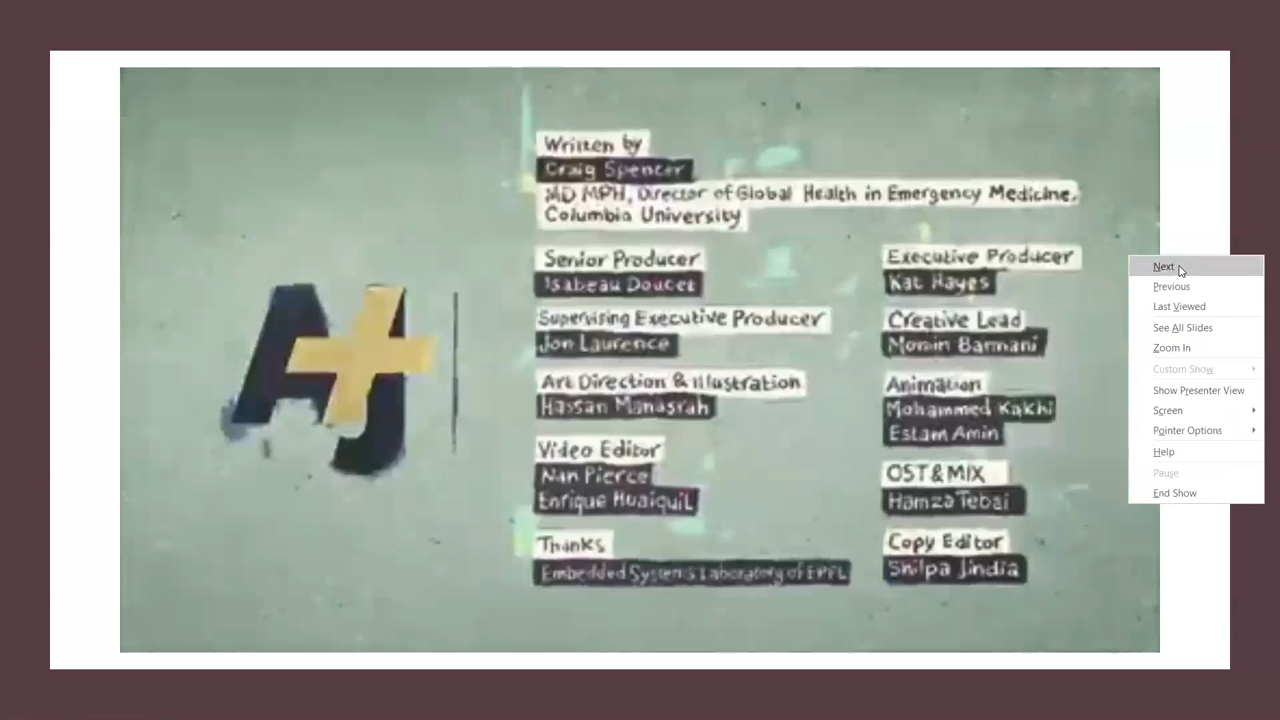 Written by
Craig Spencer
MD MPH, Director of Global Health in Emergency Medicine,
Columbia University
Senior Producer
Isabeau Doucet
Supervising Executive Producer
Jon Laurence
Art Direction & Illustration
Hassan Manasrah
Video Editor
Nan Pierce
Enrique Huaiquil
Thanks
Embedded Systems Laboratory of EPFL
Executive Producer
Kat Hayes
Creative Lead
Momin Bannani
Animation
Mohammed Kakhi
Eslam Amin
OST & MIX
Hamza Tebai
Copy Editor
Shilpa Jindia
AJ+
Next
Previous
Last Viewed
See All Slides
Zoom In
Custom Show
Show Presenter View
Screen
Pointer Options
Help
Pause
End Show